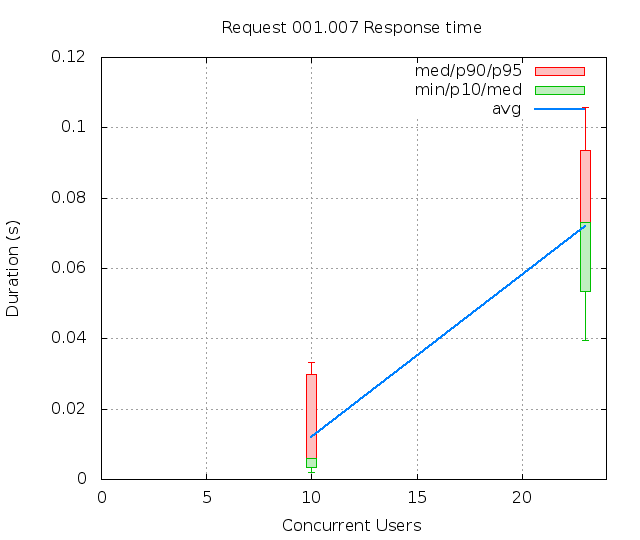 Request 001.007 Response time
0.12
0.1
0.08
0.06
0.04
0.02
0
Duration (s)
med/p90/p95
min/p10/med
avg
0 5 10 15 20
Concurrent Users